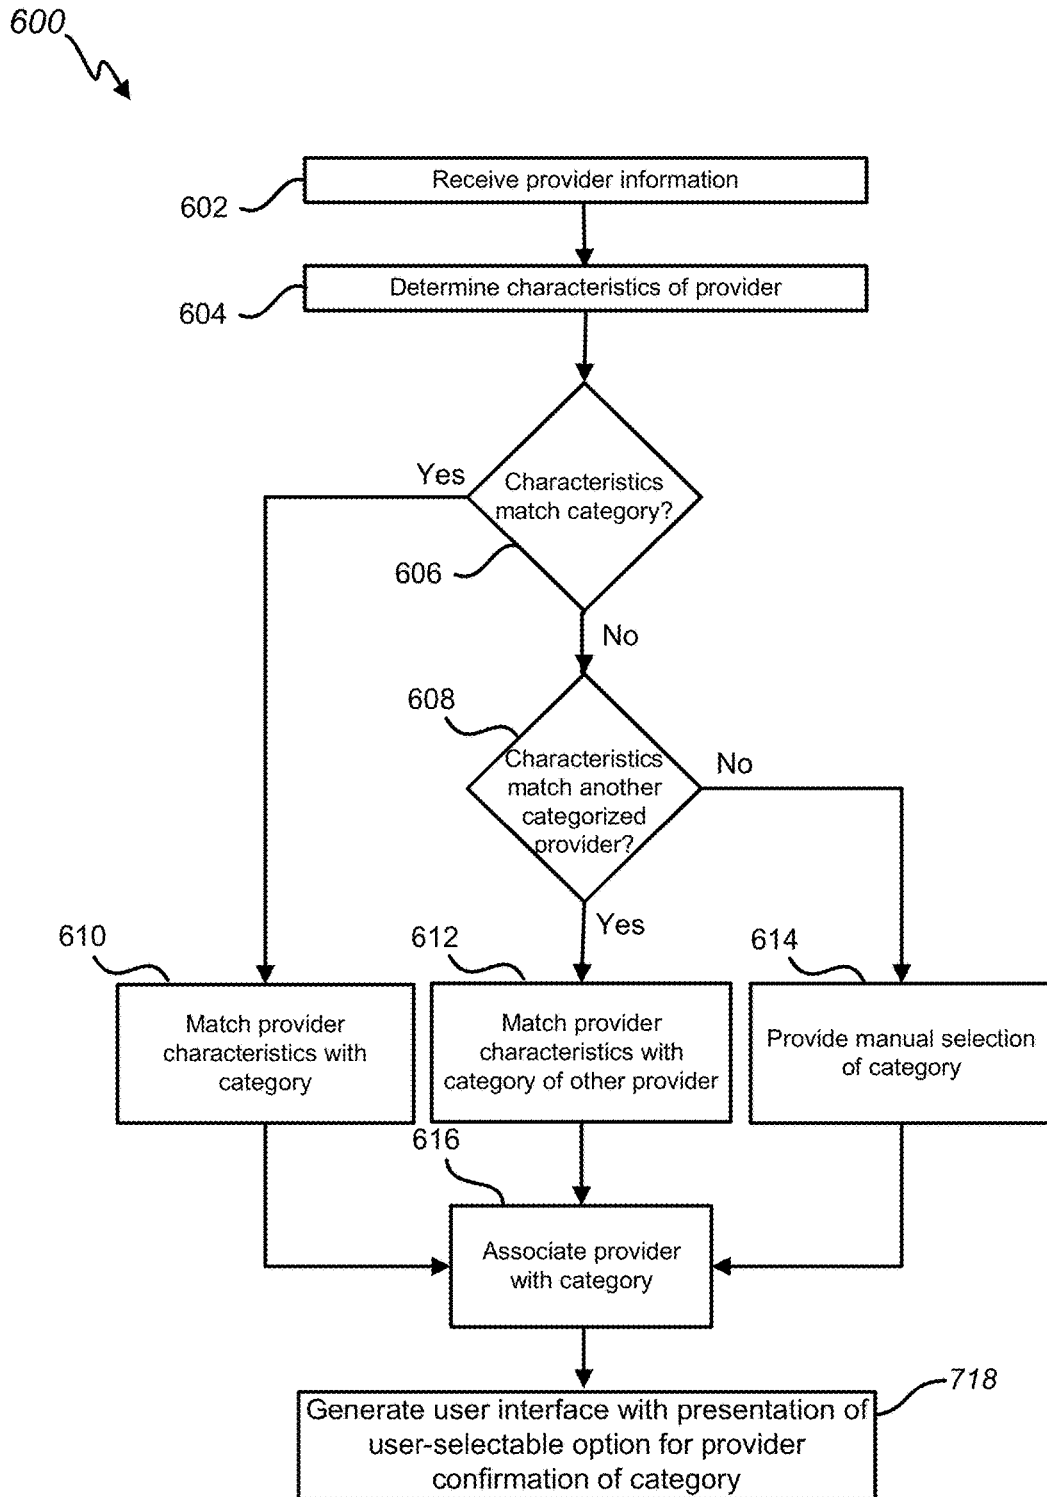 600
Receive provider information
602
Determine characteristics of provider
604
Yes
Characteristics
match category?
606
No
608
Characteristics
match another
categorized
provider?
No
Yes
610
612
614
Match provider
characteristics with
category
Match provider
characteristics with
category of other provider
Provide manual selection
of category
616
Associate provider
with category
718
Generate user interface with presentation of
user-selectable option for provider
confirmation of category